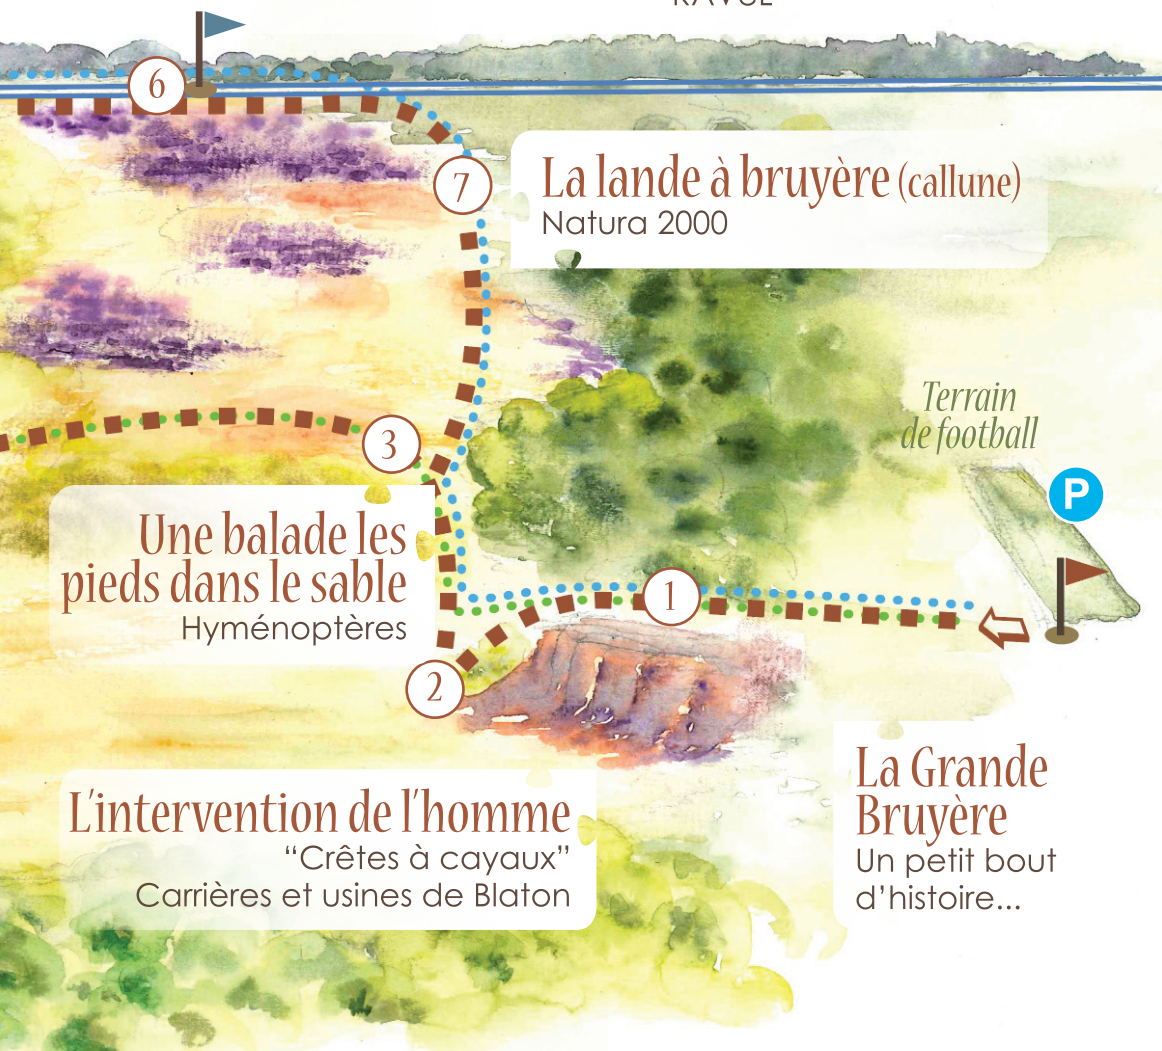 6
7
La lande à bruyère (callune)
Natura 2000
Terrain
de football
P
3
Une balade les
pieds dans le sable
Hyménoptères
1
2
L'intervention de l'homme
“Crêtes à cayaux”
Carrières et usines de Blaton
La Grande
Bruyère
Un petit bout
d’histoire...